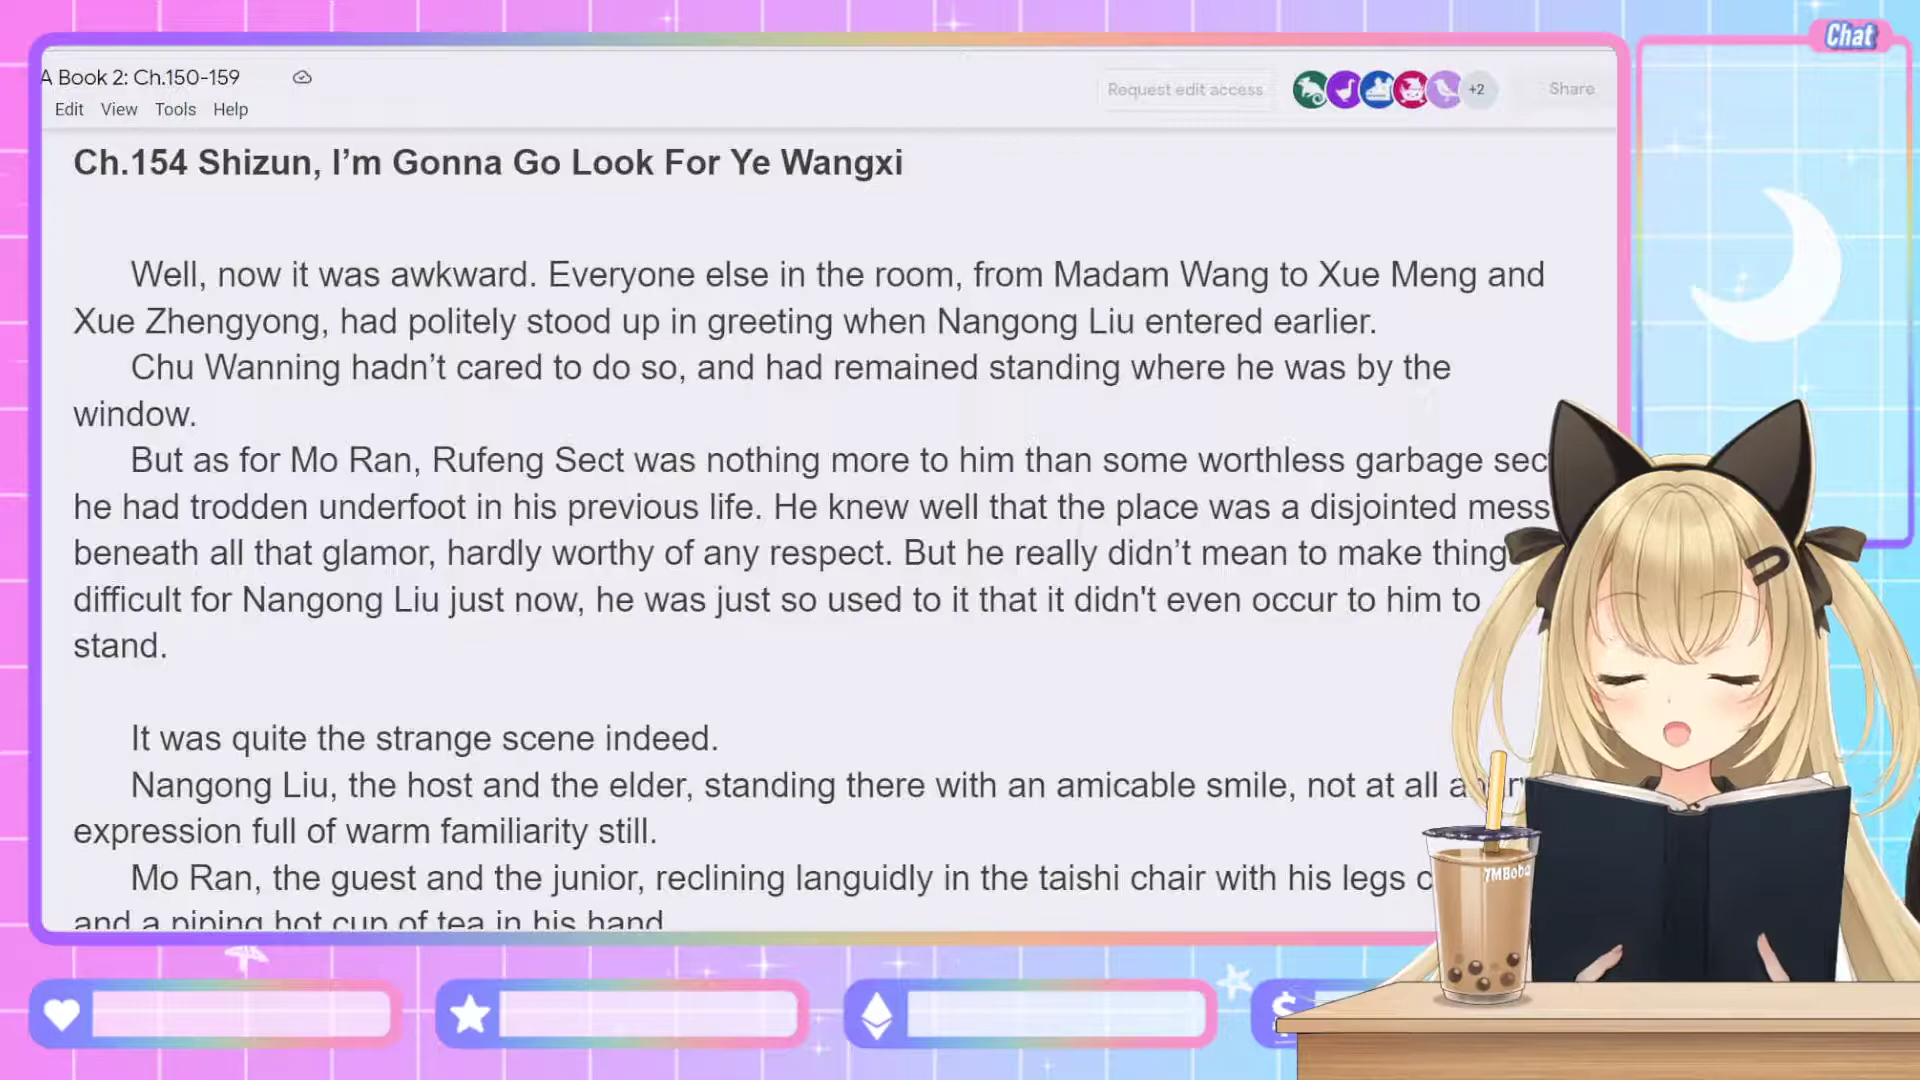 Chat
A Book 2: Ch.150-159
Request edit access
+2
Share
Edit View Tools Help
Ch.154 Shizun, I’m Gonna Go Look For Ye Wangxi
Well, now it was awkward. Everyone else in the room, from Madam Wang to Xue Meng and
Xue Zhengyong, had politely stood up in greeting when Nangong Liu entered earlier.
Chu Wanning hadn’t cared to do so, and had remained standing where he was by the
window.
But as for Mo Ran, Rufeng Sect was nothing more to him than some worthless garbage
he had trodden underfoot in his previous life. He knew well that the place was a disjointed mess
beneath all that glamor, hardly worthy of any respect. But he really didn’t mean to make
difficult for Nangong Liu just now, he was just so used to it that it didn't even occur to him to
stand.
It was quite the strange scene indeed.
Nangong Liu, the host and the elder, standing there with an amicable smile, not at all
expression full of warm familiarity still.
Mo Ran, the guest and the junior, reclining languidly in the taishi chair with his legs
and a piping hot cup of tea in his hand
7MBoba